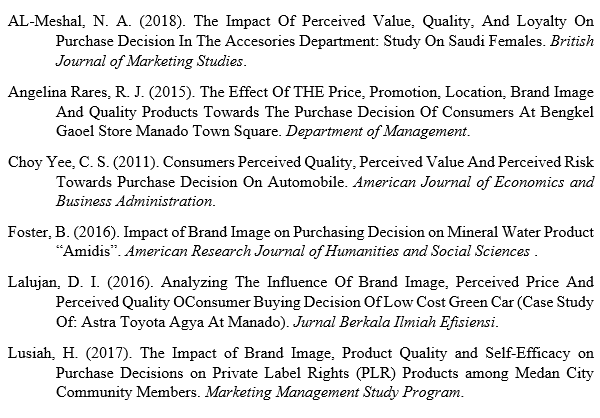 AL-Meshal, N. A. (2018). The Impact Of Perceived Value, Quality, And Loyalty On
Purchase Decision In The Accesories Department: Study On Saudi Females. British
Journal of Marketing Studies.
Angelina Rares, R. J. (2015). The Effect Of THE Price, Promotion, Location, Brand Image
And Quality Products Towards The Purchase Decision Of Consumers At Bengkel
Gaoel Store Manado Town Square. Department of Management.
Choy Yee, C. S. (2011). Consumers Perceived Quality, Perceived Value And Perceived Risk
Towards Purchase Decision On Automobile. American Journal of Economics and
Business Administration.
Foster, B. (2016). Impact of Brand Image on Purchasing Decision on Mineral Water Product
“Amidis”. American Research Journal of Humanities and Social Sciences .
Lalujan, D. I. (2016). Analyzing The Influence Of Brand Image, Perceived Price And
Perceived Quality OConsumer Buying Decision Of Low Cost Green Car (Case Study
Of: Astra Toyota Agya At Manado). Jurnal Berkala Ilmiah Efisiensi.
Lusiah, H. (2017). The Impact of Brand Image, Product Quality and Self-Efficacy on
Purchase Decisions on Private Label Rights (PLR) Products among Medan City
Community Members. Marketing Management Study Program.